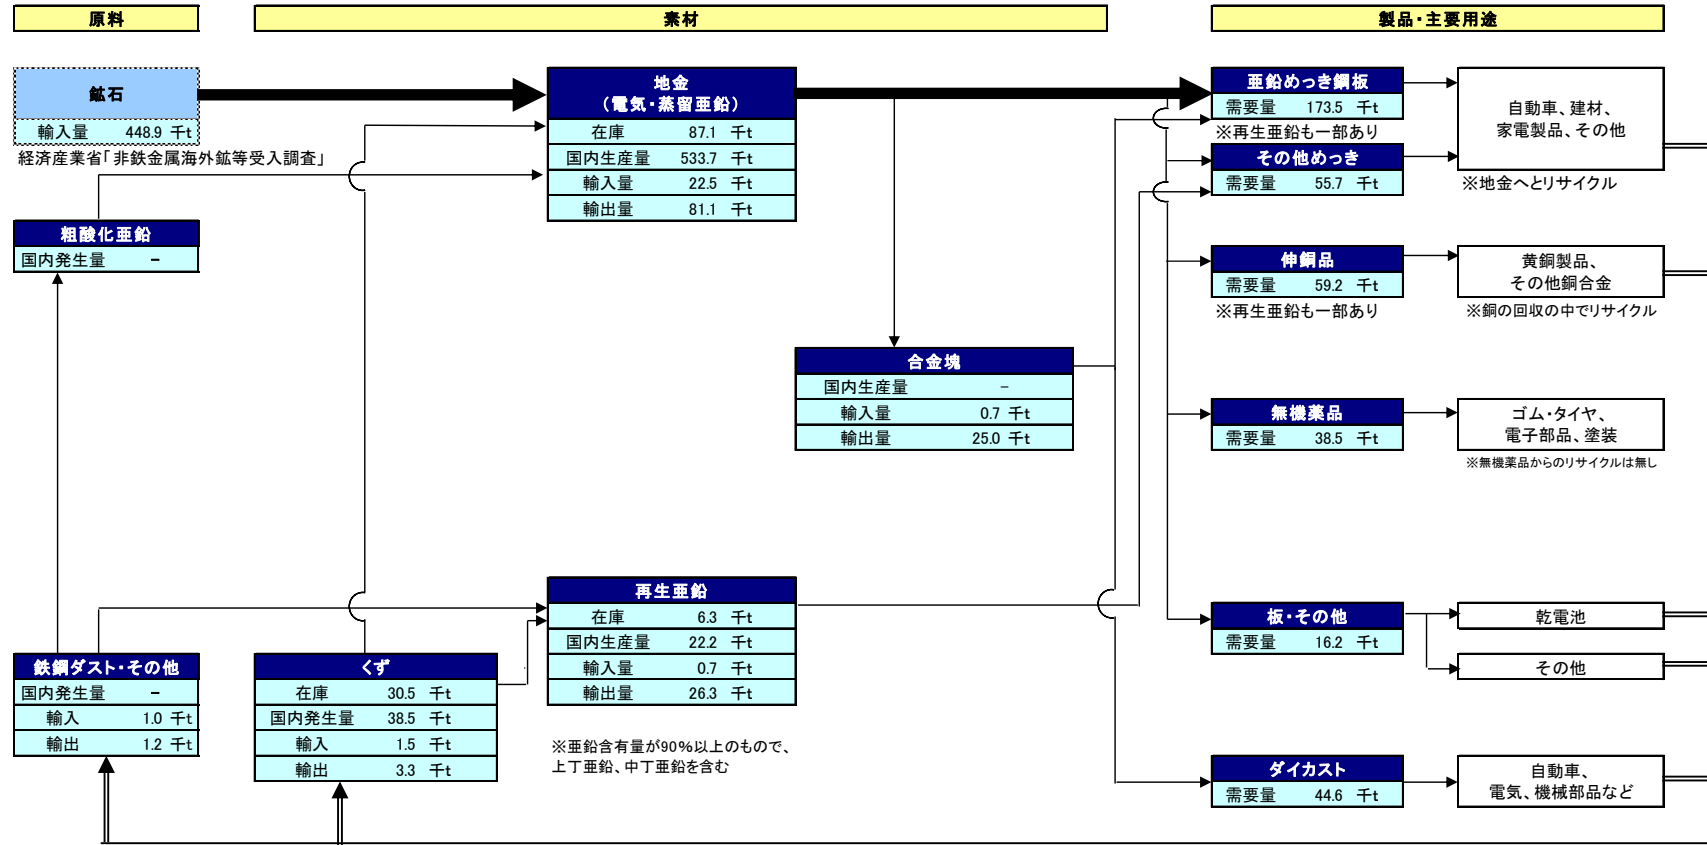 原料
素材
製品・主要用途
鉱石
輸入量 448.9 千t
経済産業省「非鉄金属海外鉱等受入調査」
粗酸化亜鉛
国内発生量 −
鉄鋼ダスト・その他
国内発生量 −
輸入 1.0 千t
輸出 1.2 千t
くず
在庫 30.5 千t
国内発生量 38.5 千t
輸入 1.5 千t
輸出 3.3 千t
地金
(電気・蒸留亜鉛)
在庫 87.1 千t
国内生産量 533.7 千t
輸入量 22.5 千t
輸出量 81.1 千t
再生亜鉛
在庫 6.3 千t
国内生産量 22.2 千t
輸入量 0.7 千t
輸出量 26.3 千t
※亜鉛含有量が90%以上のもので、
上丁亜鉛、中丁亜鉛を含む
合金塊
国内生産量 −
輸入量 0.7 千t
輸出量 25.0 千t
亜鉛めっき鋼板
需要量 173.5 千t
※再生亜鉛も一部あり
その他めっき
需要量 55.7 千t
自動車、建材、
家電製品、その他
※地金へとリサイクル
伸銅品
需要量 59.2 千t
※再生亜鉛も一部あり
黄銅製品、
その他銅合金
※銅の回収の中でリサイクル
無機薬品
需要量 38.5 千t
ゴム・タイヤ、
電子部品、塗装
※無機薬品からのリサイクルは無し
板・その他
需要量 16.2 千t
乾電池
その他
ダイカスト
需要量 44.6 千t
自動車、
電気、機械部品など